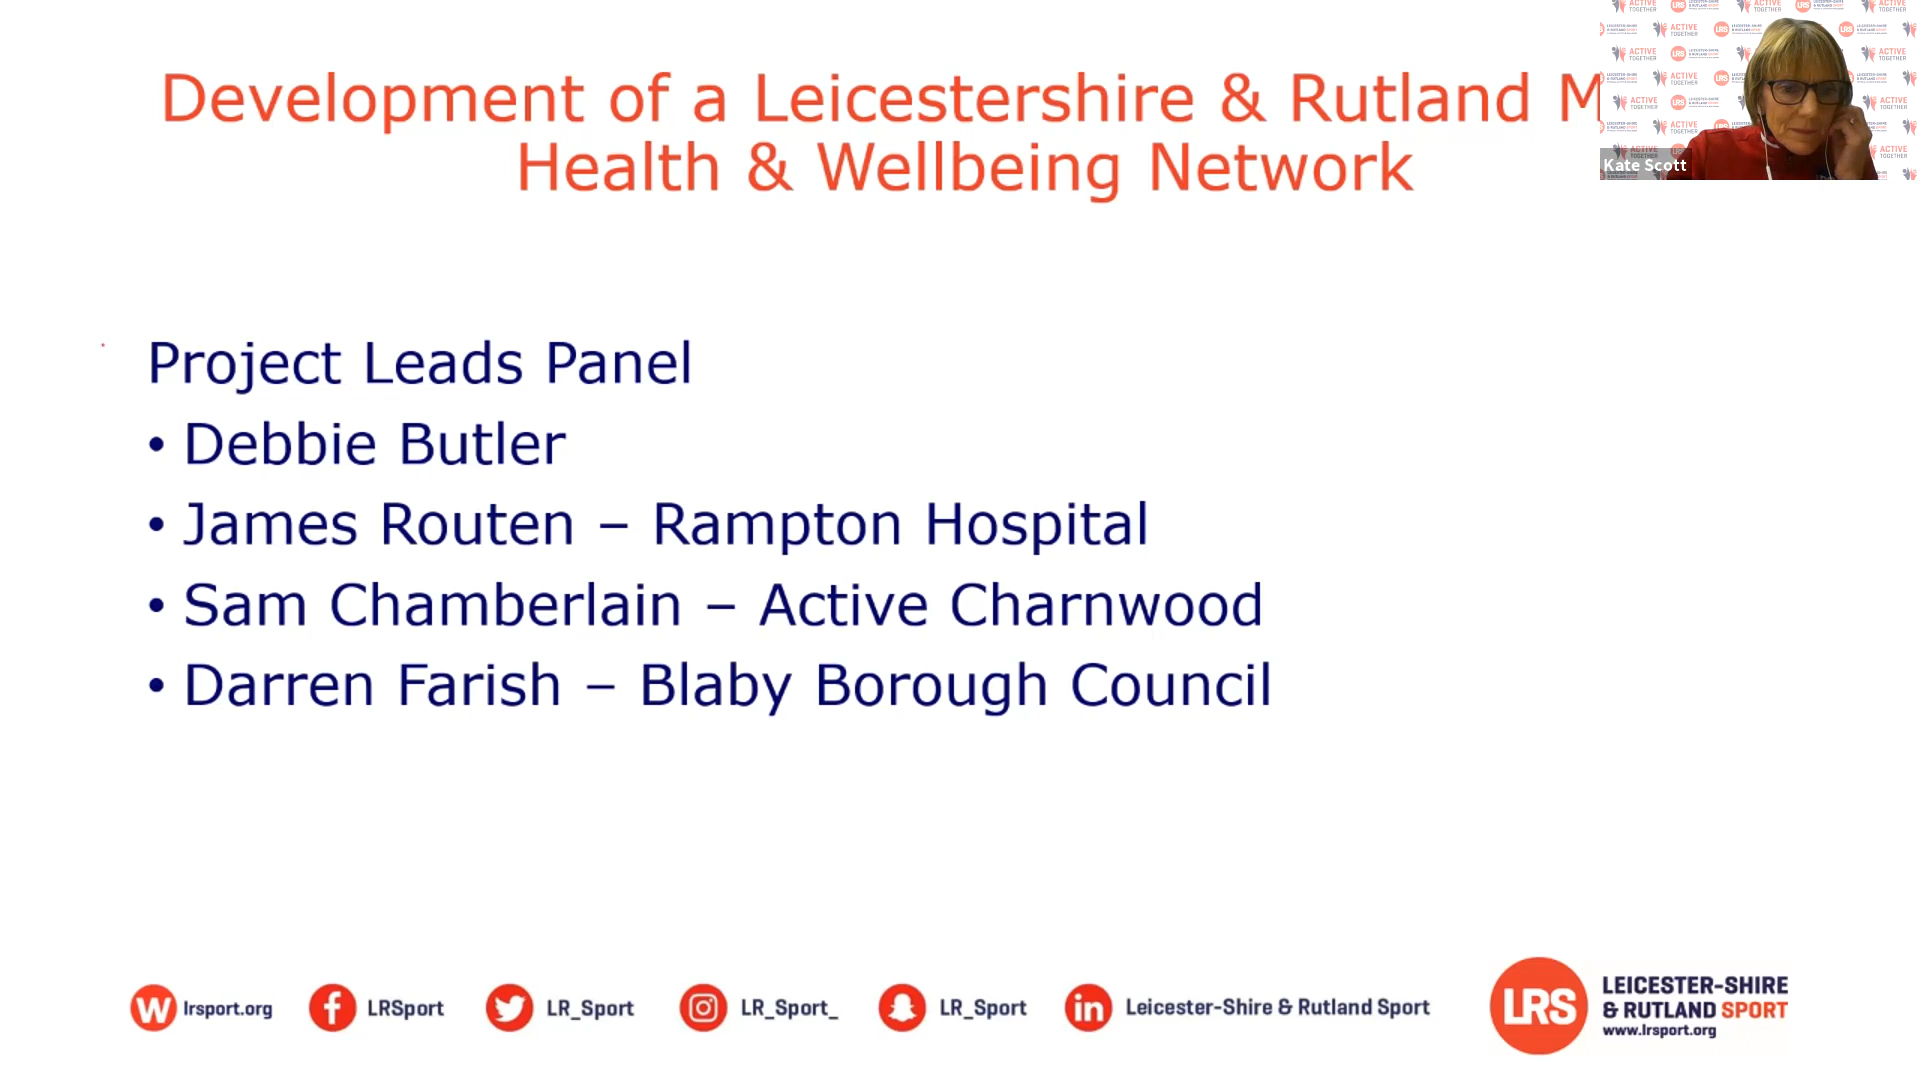 Development of a Leicestershire & Rutland M
Health & Wellbeing Network
Kate Scott
Project Leads Panel
• Debbie Butler
• James Routen – Rampton Hospital
• Sam Chamberlain – Active Charnwood
• Darren Farish – Blaby Borough Council
lrsport.org
LRSport
LR_Sport
LR_Sport_
LR_Sport
Leicester-Shire & Rutland Sport
LRS
LEICESTER-SHIRE
& RUTLAND SPORT
www.lrsport.org